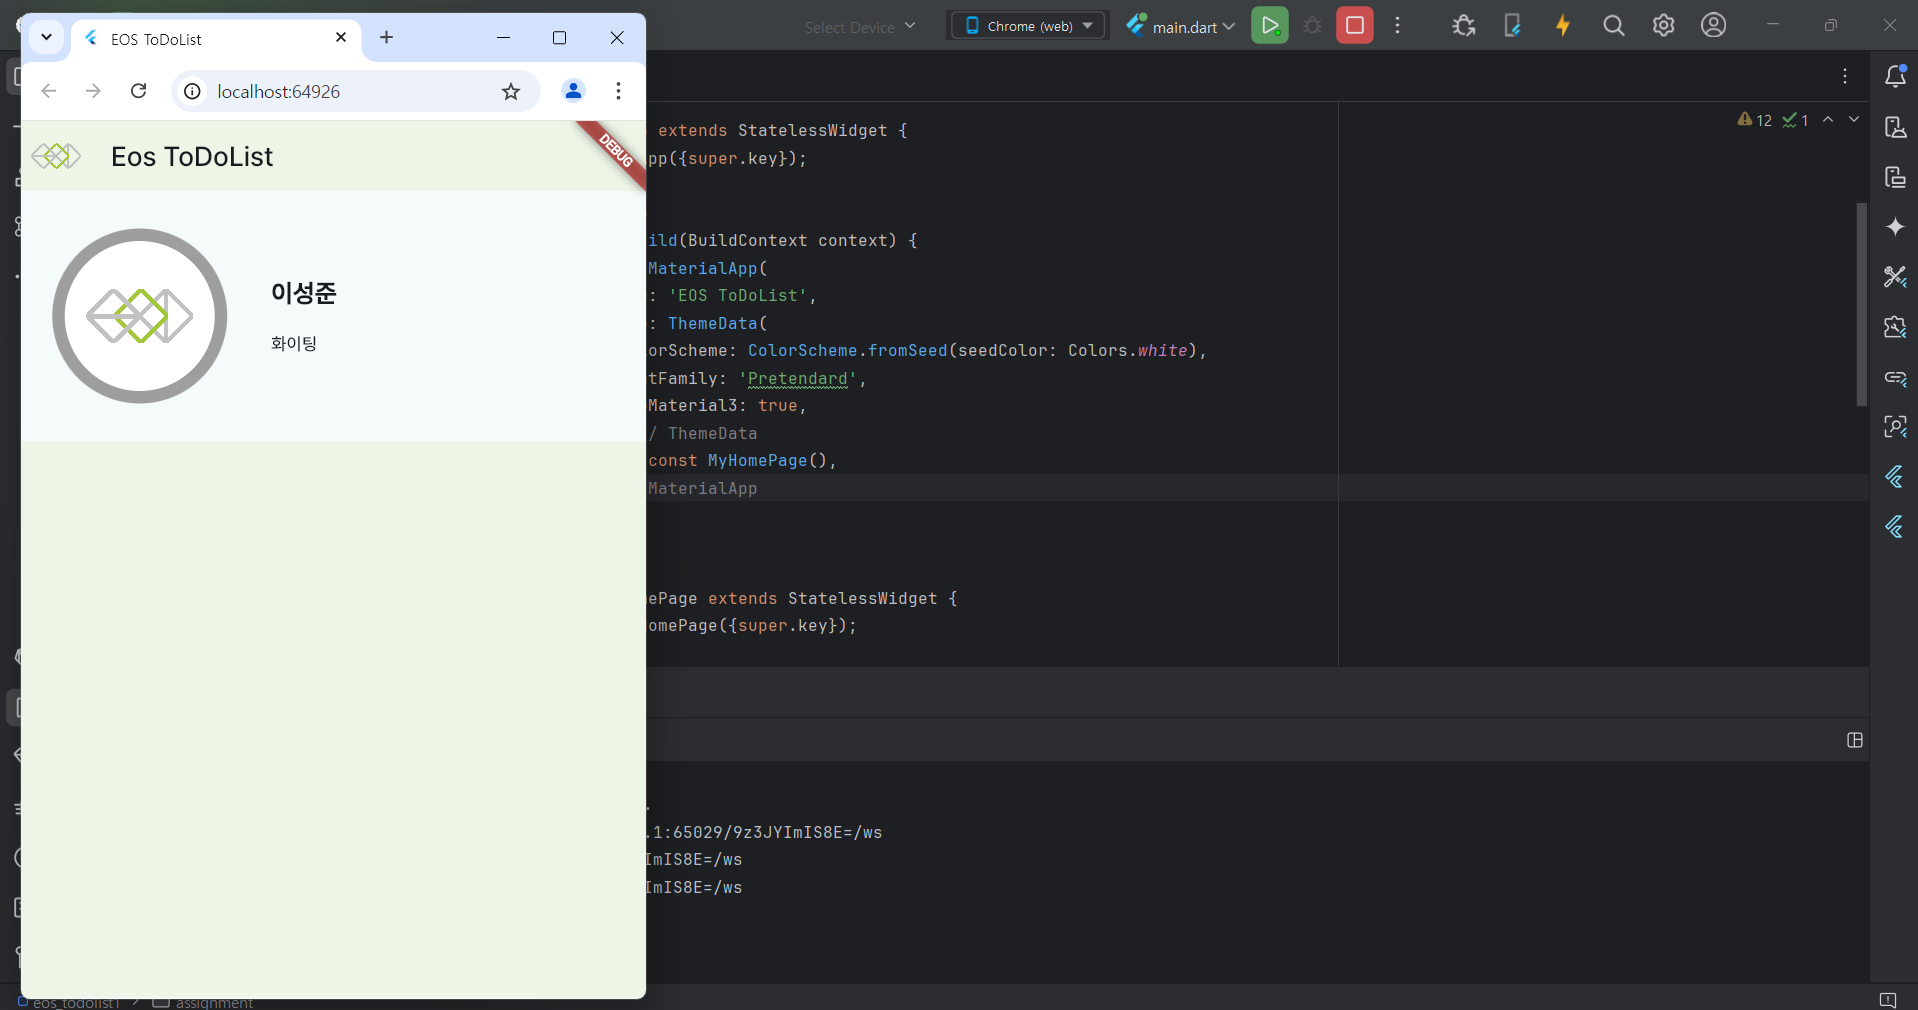 EOS ToDoList
Select Device
Chrome (web)
main.dart
localhost:64926
Eos ToDoList
DEBUG
이성준
화이팅
12
1
extends StatelessWidget {
pp({super.key});
ild(BuildContext context) {
MaterialApp(
: 'EOS ToDoList',
: ThemeData(
orScheme: ColorScheme.fromSeed(seedColor: Colors.white),
tFamily: 'Pretendard',
Material3: true,
/ ThemeData
const MyHomePage(),
MaterialApp
ePage extends StatelessWidget {
omePage({super.key});
.
.1:65029/9z3JYImIS8E=/ws
ImIS8E=/ws
ImIS8E=/ws
eos_todolist1 > assignment